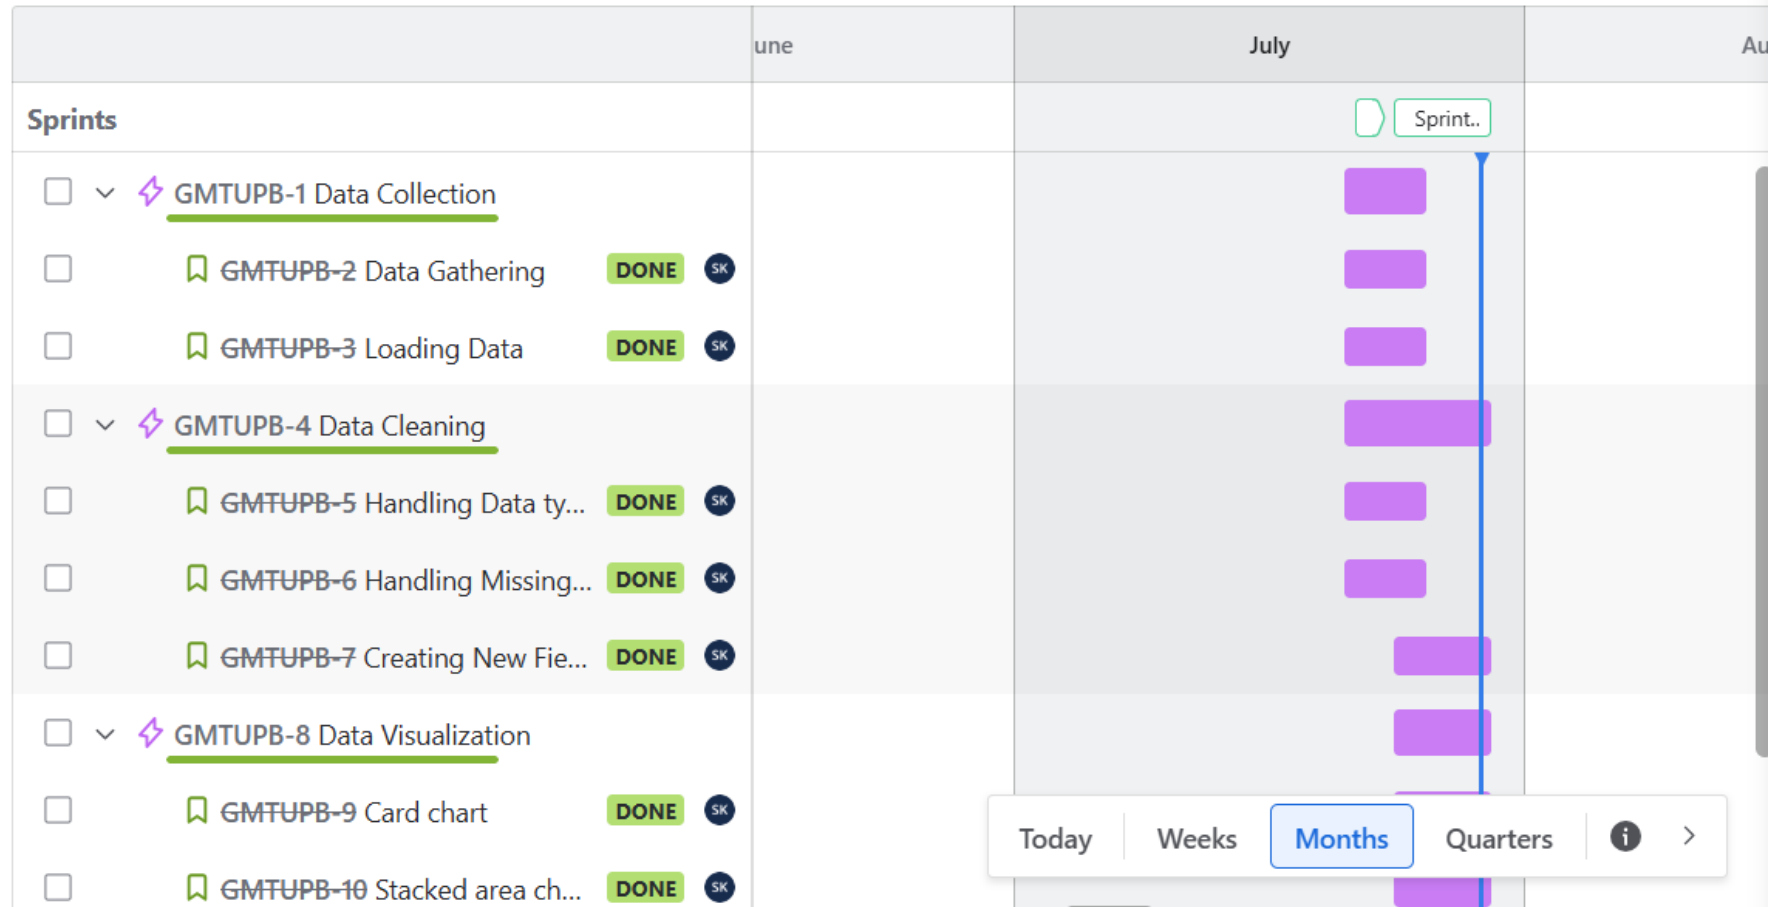 une July Au
Sprints Sprint..
GMTUPB-1 Data Collection
GMTUPB-2 Data Gathering DONE SK
GMTUPB-3 Loading Data DONE SK
GMTUPB-4 Data Cleaning
GMTUPB-5 Handling Data ty... DONE SK
GMTUPB-6 Handling Missing... DONE SK
GMTUPB-7 Creating New Fie... DONE SK
GMTUPB-8 Data Visualization
GMTUPB-9 Card chart DONE SK
Today Weeks Months Quarters
GMTUPB-10 Stacked area ch... DONE SK